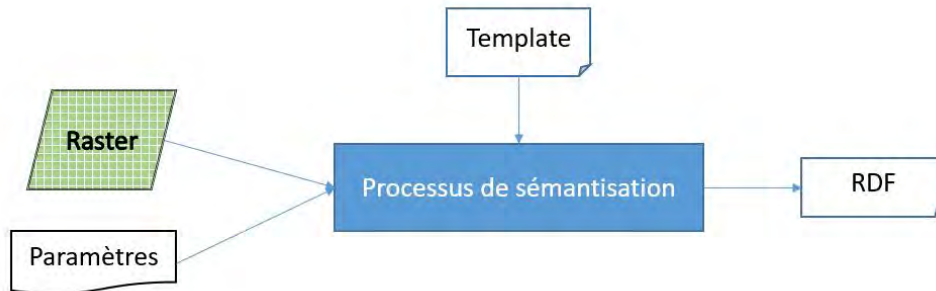 Template
Raster
Processus de sémantisation
RDF
Paramètres